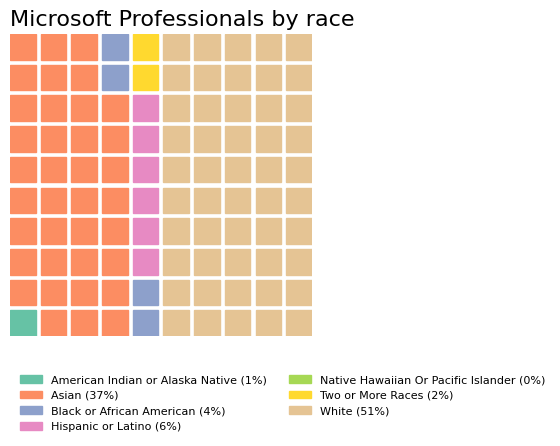 Microsoft Professionals by race
American Indian or Alaska Native (1%)
Asian (37%)
Black or African American (4%)
Hispanic or Latino (6%)
Native Hawaiian Or Pacific Islander (0%)
Two or More Races (2%)
White (51%)